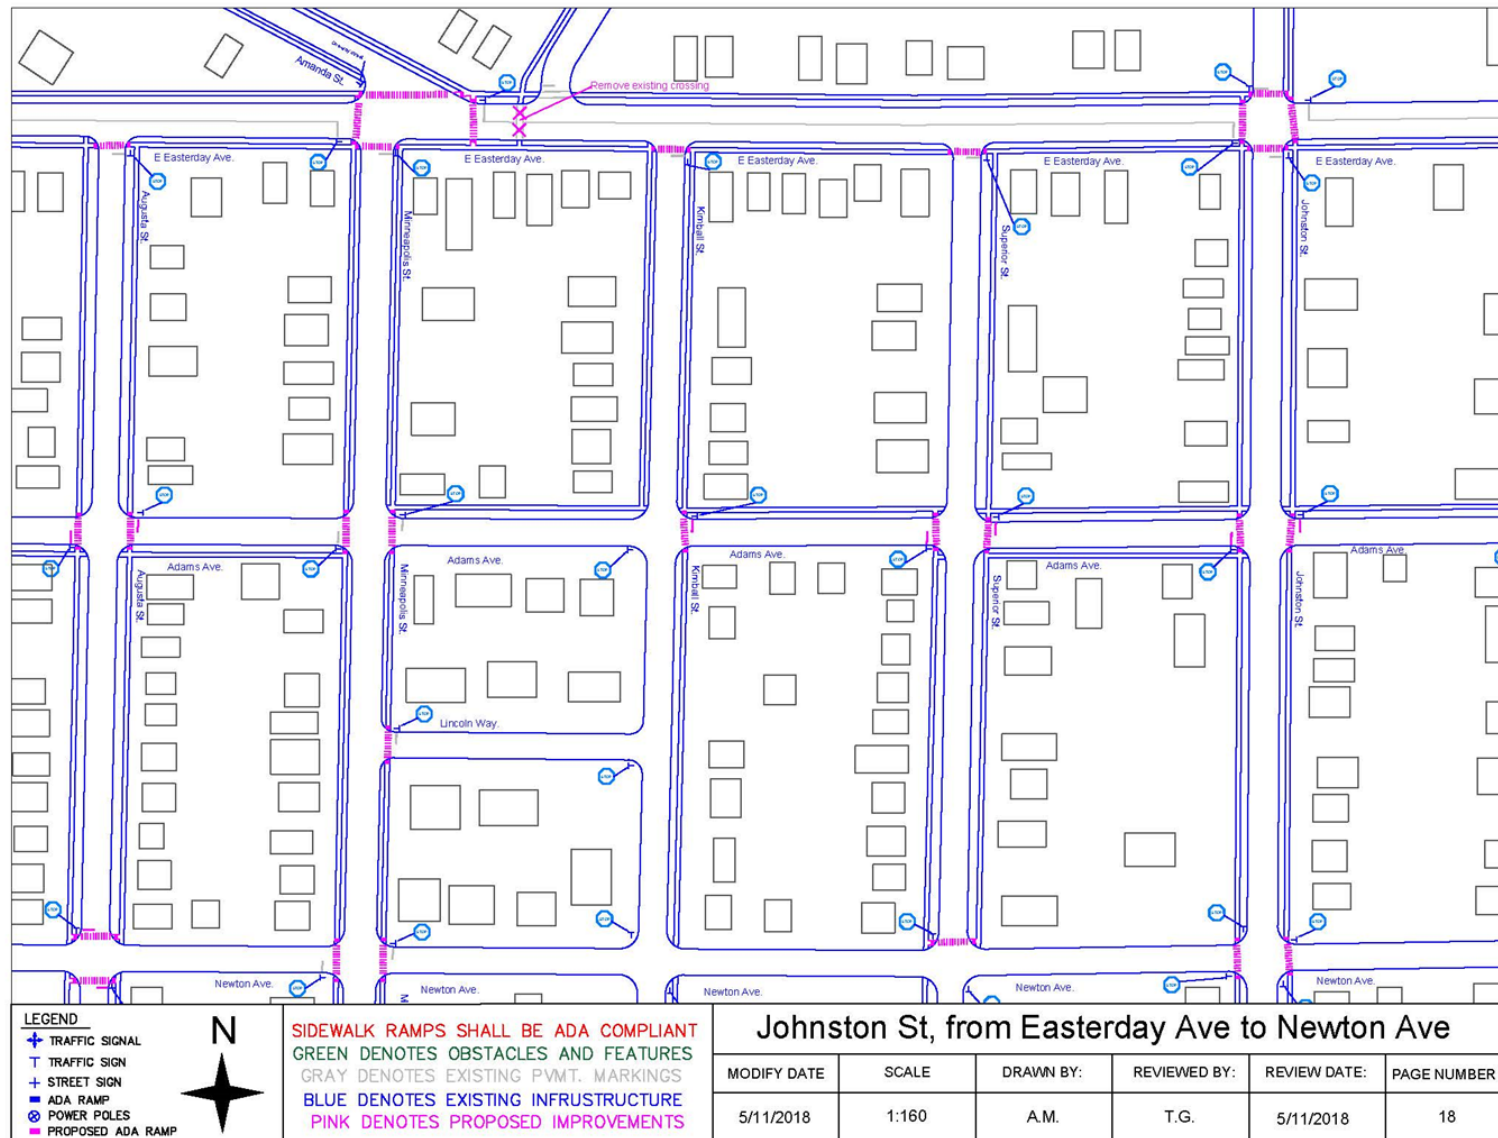 Amanda St.
Remove existing crossing
E Easterday Ave.
E Easterday Ave.
E Easterday Ave.
E Easterday Ave.
E Easterday Ave.
Augusta St.
Minneapolis St.
Kimball St.
Superior St.
Johnston St.
Adams Ave.
Adams Ave.
Adams Ave.
Adams Ave.
Adams Ave
Augusta St.
Minneapolis St.
Kimball St.
Superior St.
Johnston St.
Lincoln Way.
Newton Ave.
Newton Ave.
Newton Ave.
Newton Ave.
Newton Ave.
M
LEGEND
TRAFFIC SIGNAL
TRAFFIC SIGN
STREET SIGN
ADA RAMP
POWER POLES
PROPOSED ADA RAMP
N
SIDEWALK RAMPS SHALL BE ADA COMPLIANT
GREEN DENOTES OBSTACLES AND FEATURES
GRAY DENOTES EXISTING PVMT. MARKINGS
BLUE DENOTES EXISTING INFRUSTRUCTURE
PINK DENOTES PROPOSED IMPROVEMENTS
Johnston St, from Easterday Ave to Newton Ave
MODIFY DATE SCALE DRAWN BY: REVIEWED BY: REVIEW DATE: PAGE NUMBER
5/11/2018 1:160 A.M. T.G. 5/11/2018 18